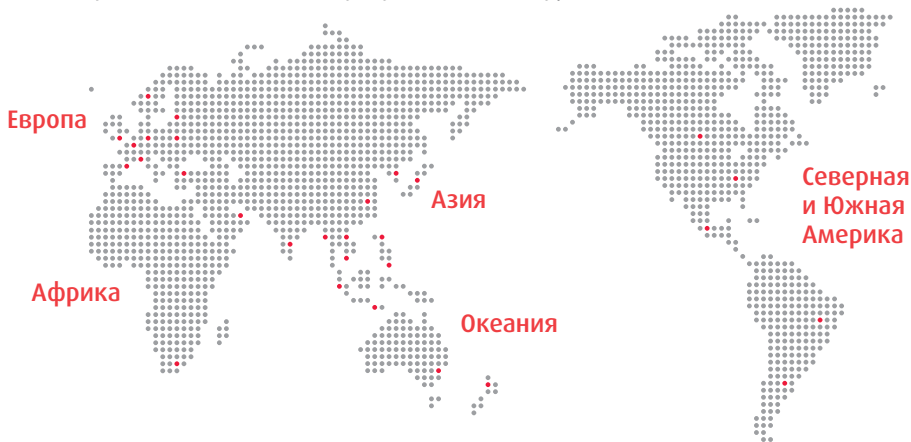 Европа
Азия
Северная
и Южная
Америка
Африка
Океания